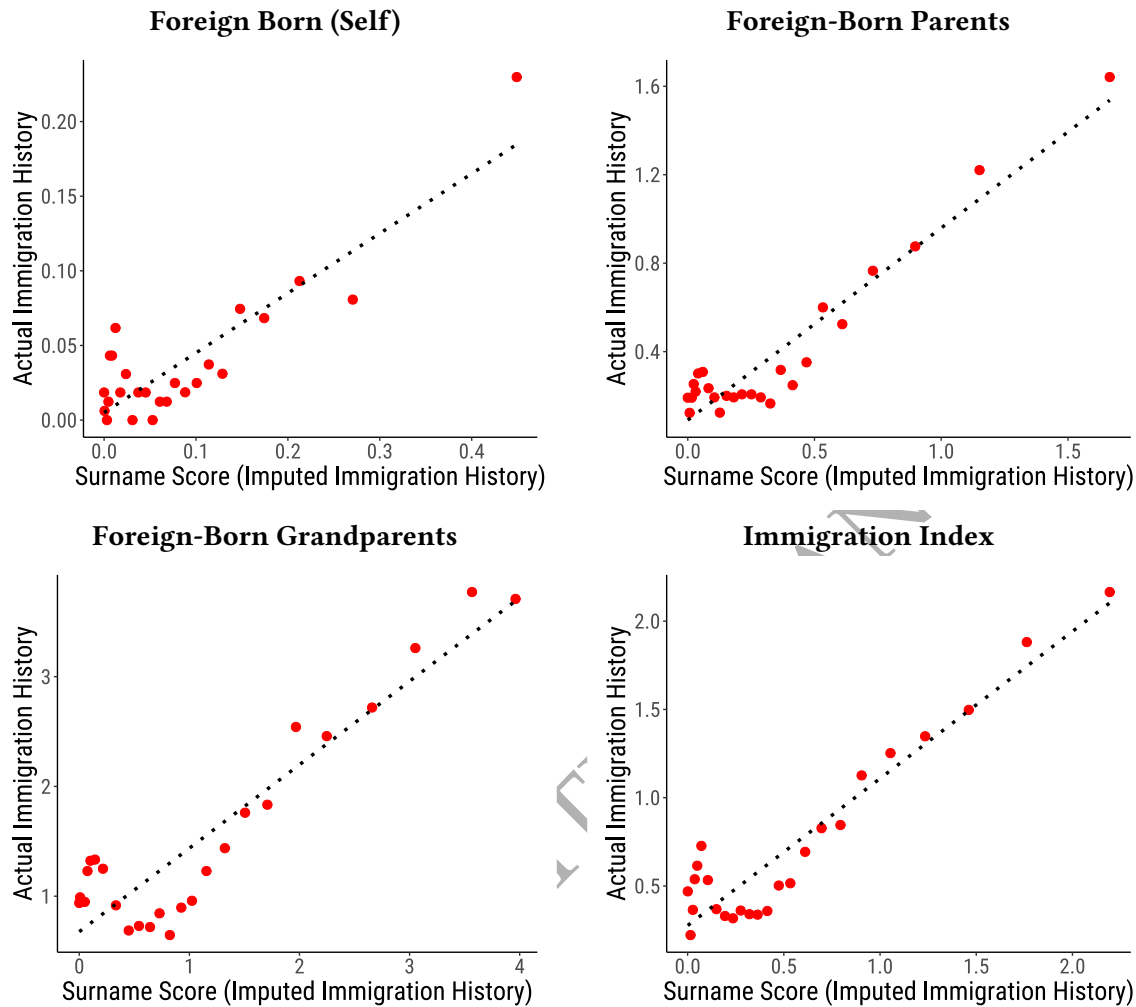 Foreign Born (Self)
Actual Immigration History
0.20
0.15
0.10
0.05
0.00
0.0 0.1 0.2 0.3 0.4
Surname Score (Imputed Immigration History)
Foreign-Born Parents
Actual Immigration History
1.6
1.2
0.8
0.4
0.0 0.5 1.0 1.5
Surname Score (Imputed Immigration History)
Foreign-Born Grandparents
Actual Immigration History
3
2
1
0 1 2 3 4
Surname Score (Imputed Immigration History)
Immigration Index
Actual Immigration History
2.0
1.5
1.0
0.5
0.0 0.5 1.0 1.5 2.0
Surname Score (Imputed Immigration History)